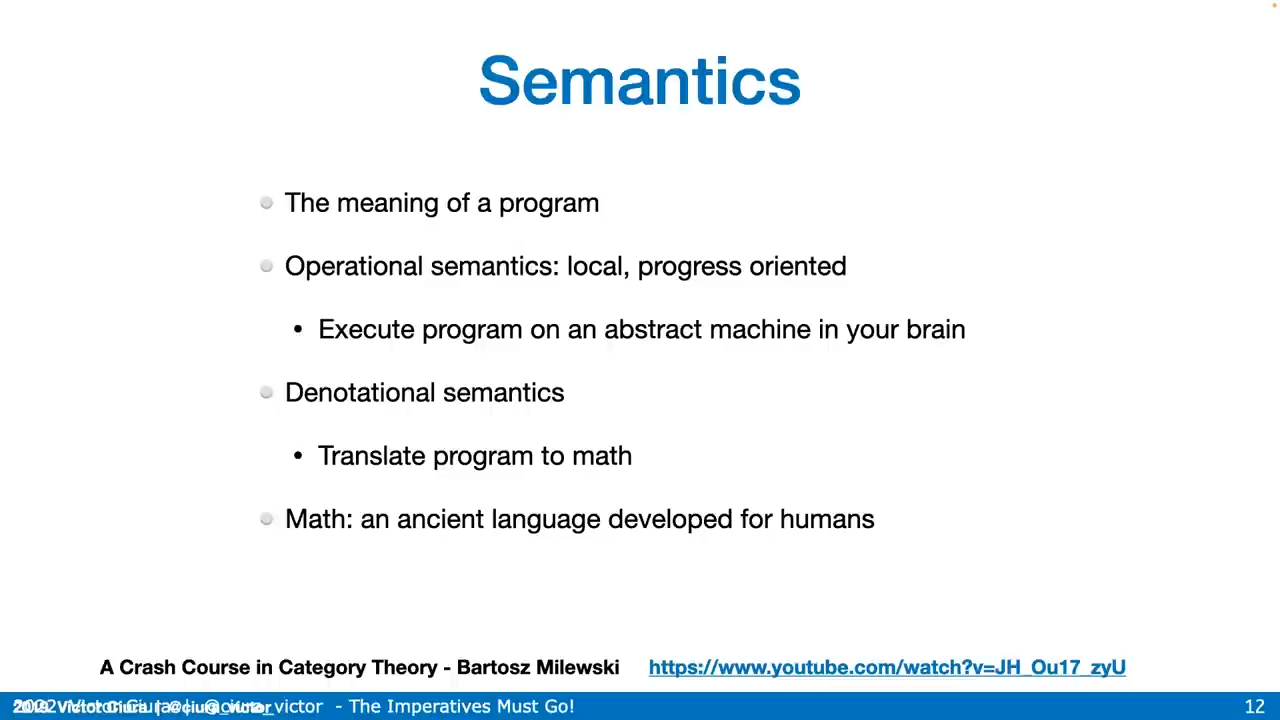 Semantics
The meaning of a program
Operational semantics: local, progress oriented
• Execute program on an abstract machine in your brain
Denotational semantics
• Translate program to math
Math: an ancient language developed for humans
A Crash Course in Category Theory - Bartosz Milewski https://www.youtube.com/watch?v=JH_Ou17_zyU
victor - The Imperatives Must Go! 12